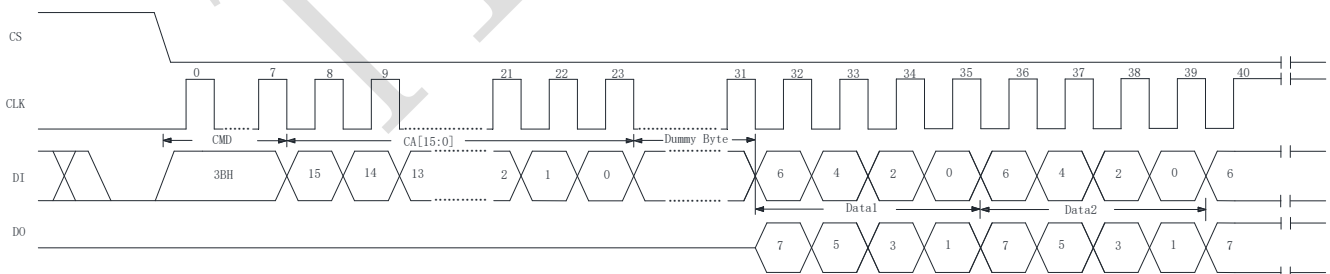 CS
0 7 8 9 21 22 23 31 32 33 34 35 36 37 38 39 40
CLK
CMD CA[15:0] Dummy Byte
DI 3BH 15 14 13 2 1 0 6 4 2 0 6 4 2 0 6
Data1 Data2
DO 7 5 3 1 7 5 3 1 7